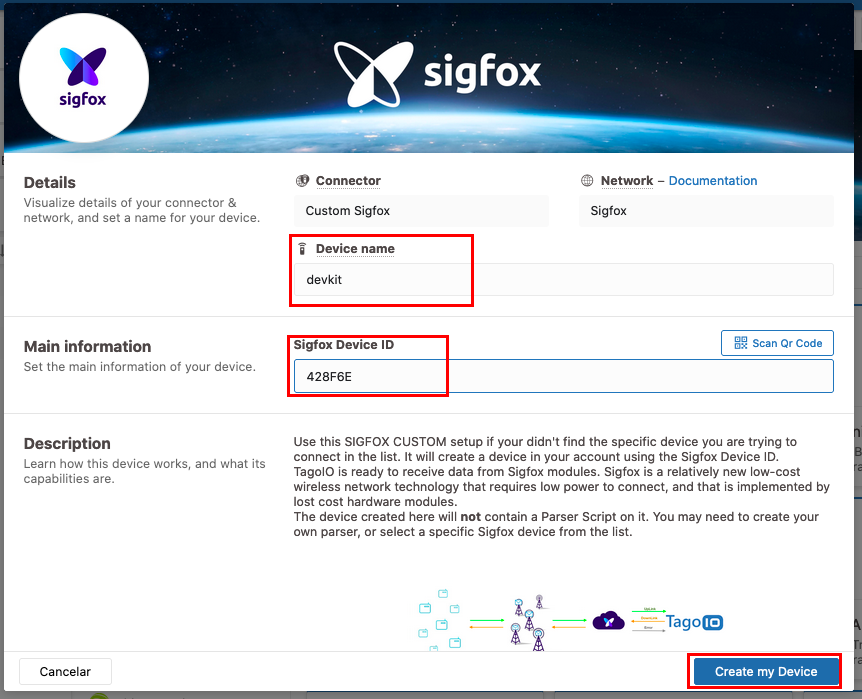 sigfox
sigfox
Details
Visualize details of your connector &
network, and set a name for your device.
Connector
Custom Sigfox
Network – Documentation
Sigfox
Device name
devkit
Main information
Set the main information of your device.
Sigfox Device ID
Scan Qr Code
428F6E
Description
Learn how this device works, and what its
capabilities are.
Use this SIGFOX CUSTOM setup if your didn't find the specific device you are trying to
connect in the list. It will create a device in your account using the Sigfox Device ID.
TagoIO is ready to receive data from Sigfox modules. Sigfox is a relatively new low-cost
wireless network technology that requires low power to connect, and that is implemented by
lost cost hardware modules.
The device created here will not contain a Parser Script on it. You may need to create your
own parser, or select a specific Sigfox device from the list.
TagoIO
Cancelar
Create my Device